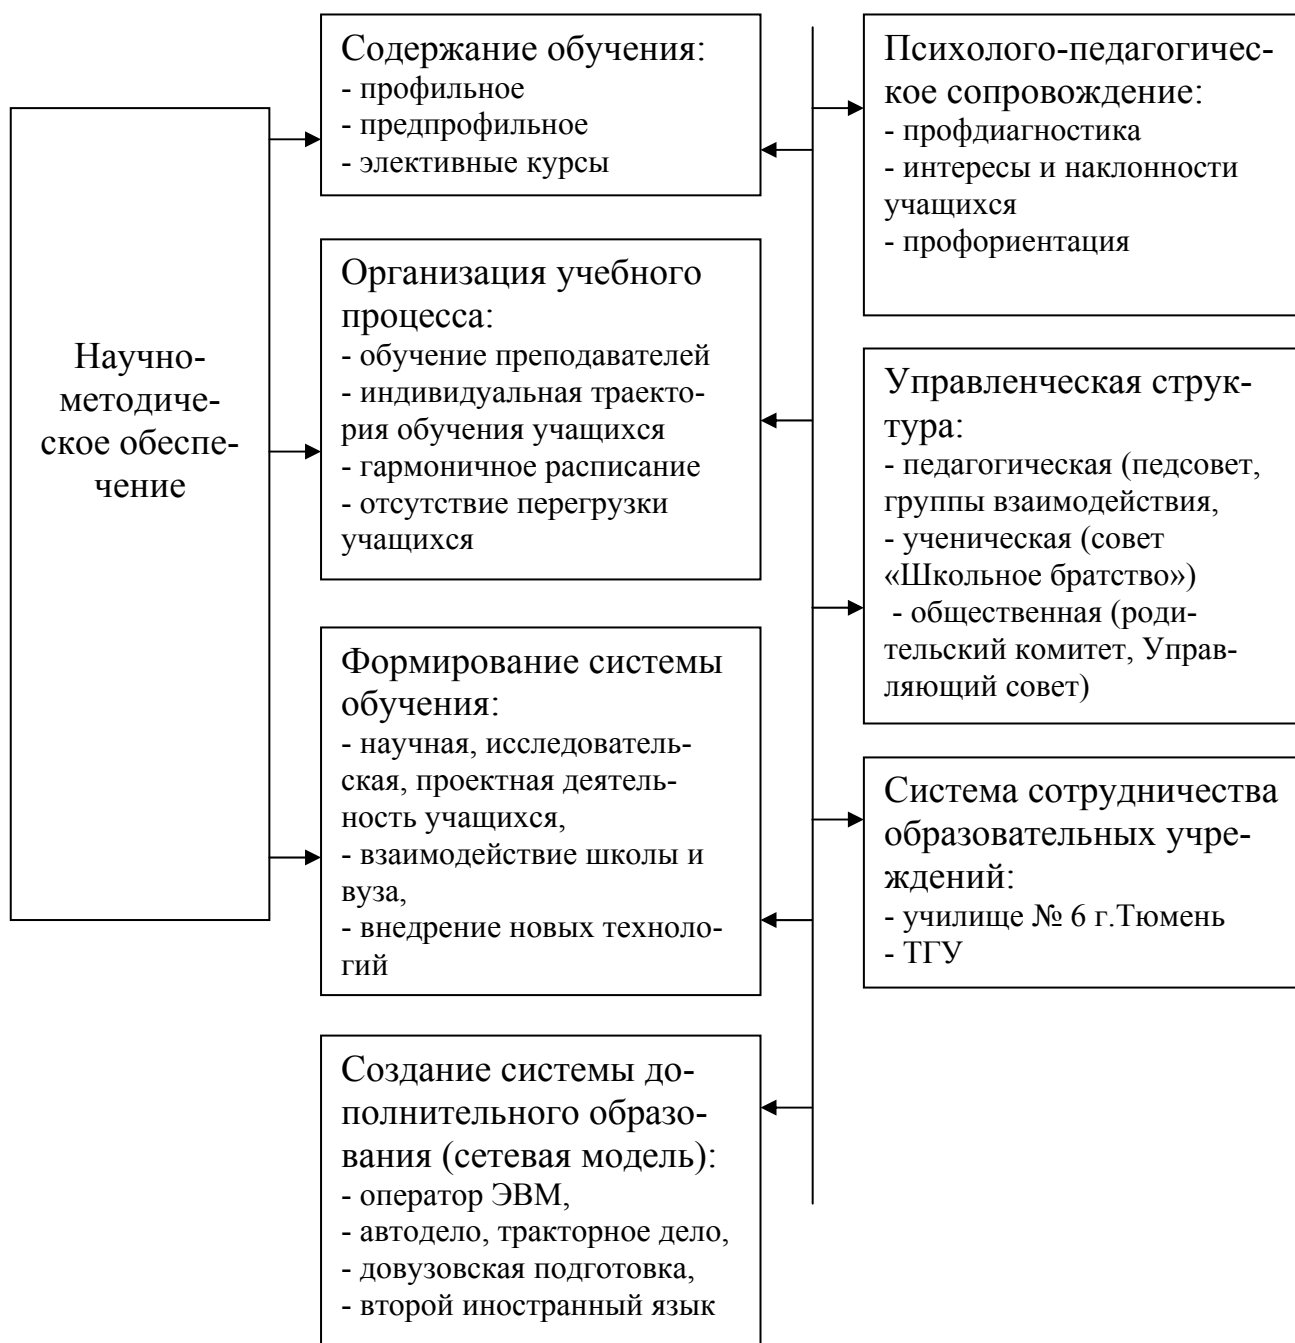 Научно-
методиче-
ское обеспе-
чение
Содержание обучения:
- профильное
- предпрофильное
- элективные курсы
Организация учебного
процесса:
- обучение преподавателей
- индивидуальная траекто-
рия обучения учащихся
- гармоничное расписание
- отсутствие перегрузки
учащихся
Формирование системы
обучения:
- научная, исследователь-
ская, проектная деятель-
ность учащихся,
- взаимодействие школы и
вуза,
- внедрение новых техноло-
гий
Создание системы до-
полнительного образо-
вания (сетевая модель):
- оператор ЭВМ,
- автодело, тракторное дело,
- довузовская подготовка,
- второй иностранный язык
Психолого-педагогичес-
кое сопровождение:
- профдиагностика
- интересы и наклонности
учащихся
- профориентация
Управленческая струк-
тура:
- педагогическая (педсовет,
группы взаимодействия,
- ученическая (совет
«Школьное братство»)
- общественная (роди-
тельский комитет, Управ-
ляющий совет)
Система сотрудничества
образовательных учре-
ждений:
- училище № 6 г.Тюмень
- ТГУ